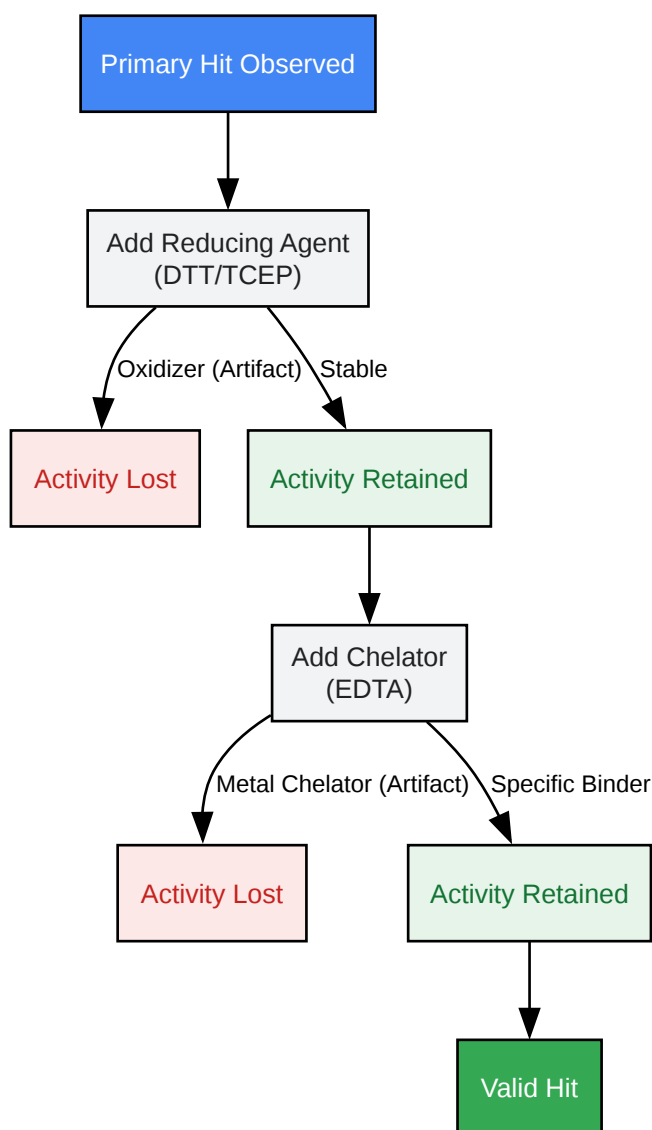 Primary Hit Observed
Add Reducing Agent
(DTT/TCEP)
Oxidizer (Artifact)
Stable
Activity Lost
Activity Retained
Add Chelator
(EDTA)
Metal Chelator (Artifact)
Specific Binder
Activity Lost
Activity Retained
Valid Hit